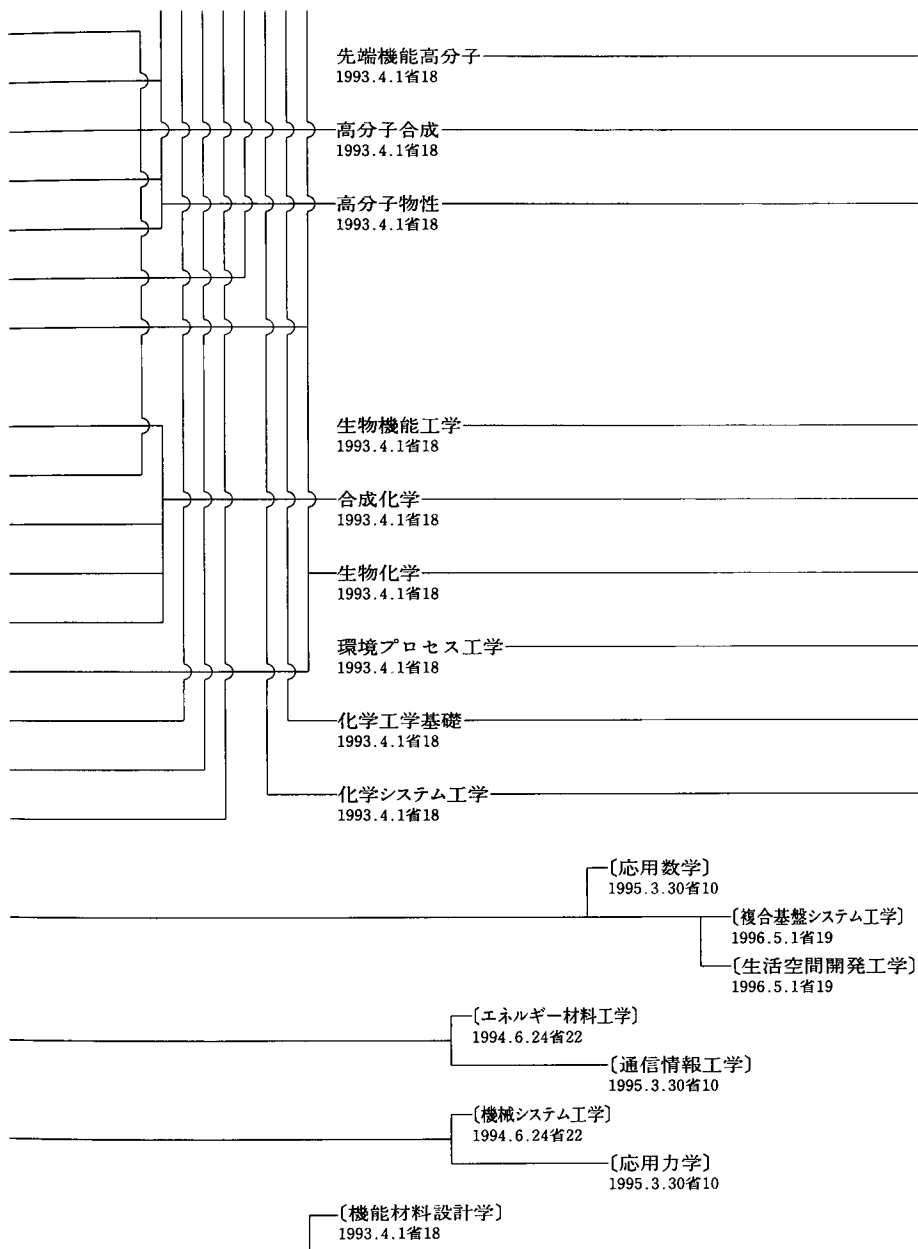 先端機能高分子
1993.4.1省18
高分子合成
1993.4.1省18
高分子物性
1993.4.1省18
生物機能工学
1993.4.1省18
合成化学
1993.4.1省18
生物化学
1993.4.1省18
環境プロセス工学
1993.4.1省18
化学工学基礎
1993.4.1省18
化学システム工学
1993.4.1省18
〔応用数学〕
1995.3.30省10
〔複合基盤システム工学〕
1996.5.1省19
〔生活空間開発工学〕
1996.5.1省19
〔エネルギー材料工学〕
1994.6.24省22
〔通信情報工学〕
1995.3.30省10
〔機械システム工学〕
1994.6.24省22
〔応用力学〕
1995.3.30省10
〔機能材料設計学〕
1993.4.1省18